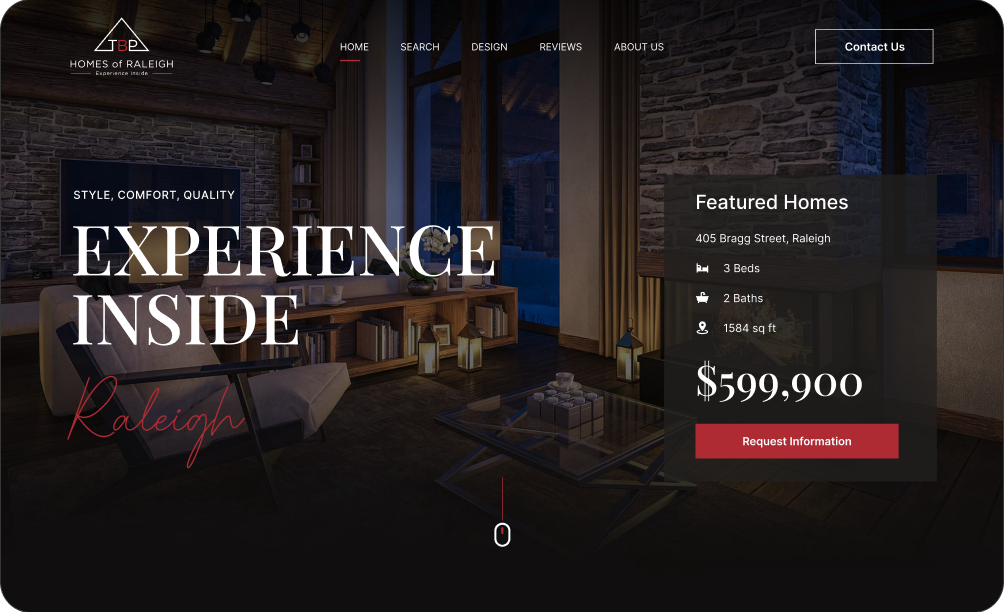 TBP
HOMES of RALEIGH
Experience Inside
HOME
SEARCH
DESIGN
REVIEWS
ABOUT US
Contact Us
STYLE, COMFORT, QUALITY
EXPERIENCE
INSIDE
Raleigh
Featured Homes
405 Bragg Street, Raleigh
3 Beds
2 Baths
1584 sq ft
$599,900
Request Information